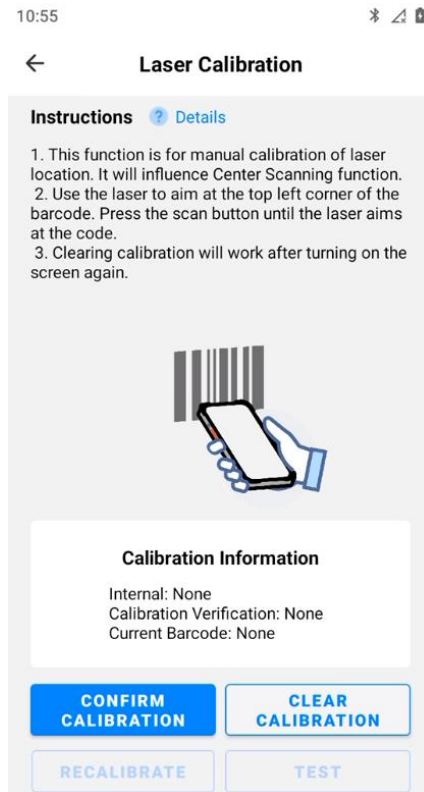 10:55
Laser Calibration
Instructions ? Details
1. This function is for manual calibration of laser
location. It will influence Center Scanning function.
2. Use the laser to aim at the top left corner of the
barcode. Press the scan button until the laser aims
at the code.
3. Clearing calibration will work after turning on the
screen again.
Calibration Information
Internal: None
Calibration Verification: None
Current Barcode: None
CONFIRM
CALIBRATION
CLEAR
CALIBRATION
RECALIBRATE
TEST